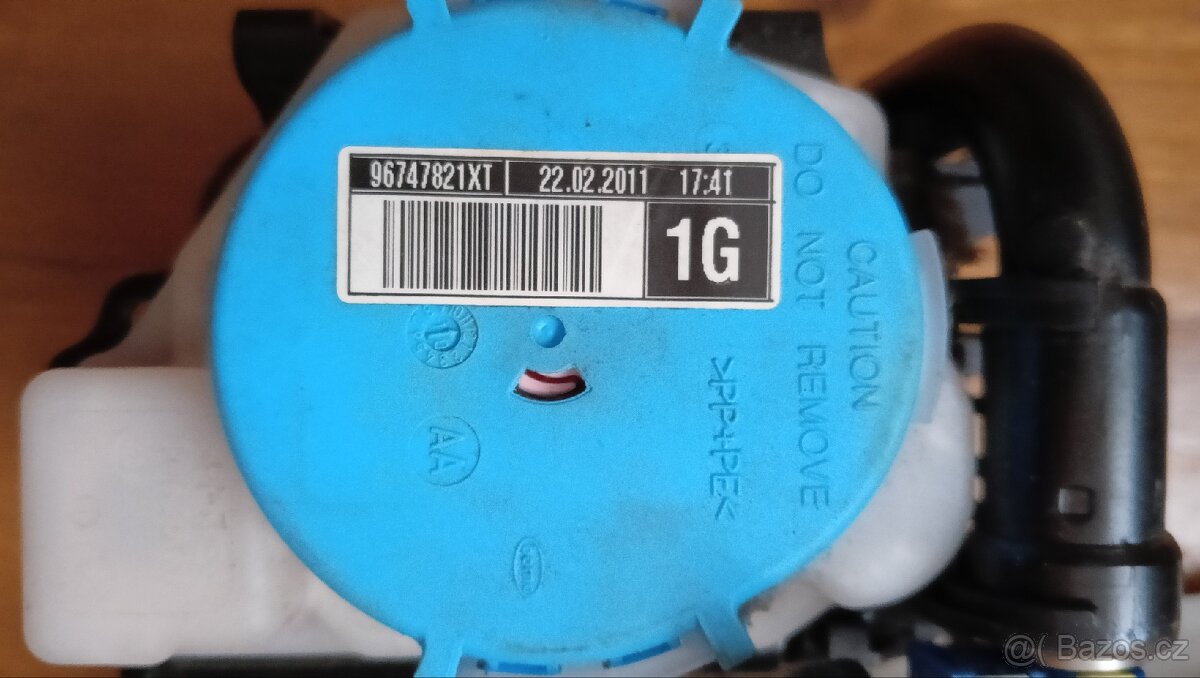 96747821XT 22.02.2011 17:41
1G
CAUTION
DO NOT REMOVE
>PP+PE<
AA
@( Bazos.cz